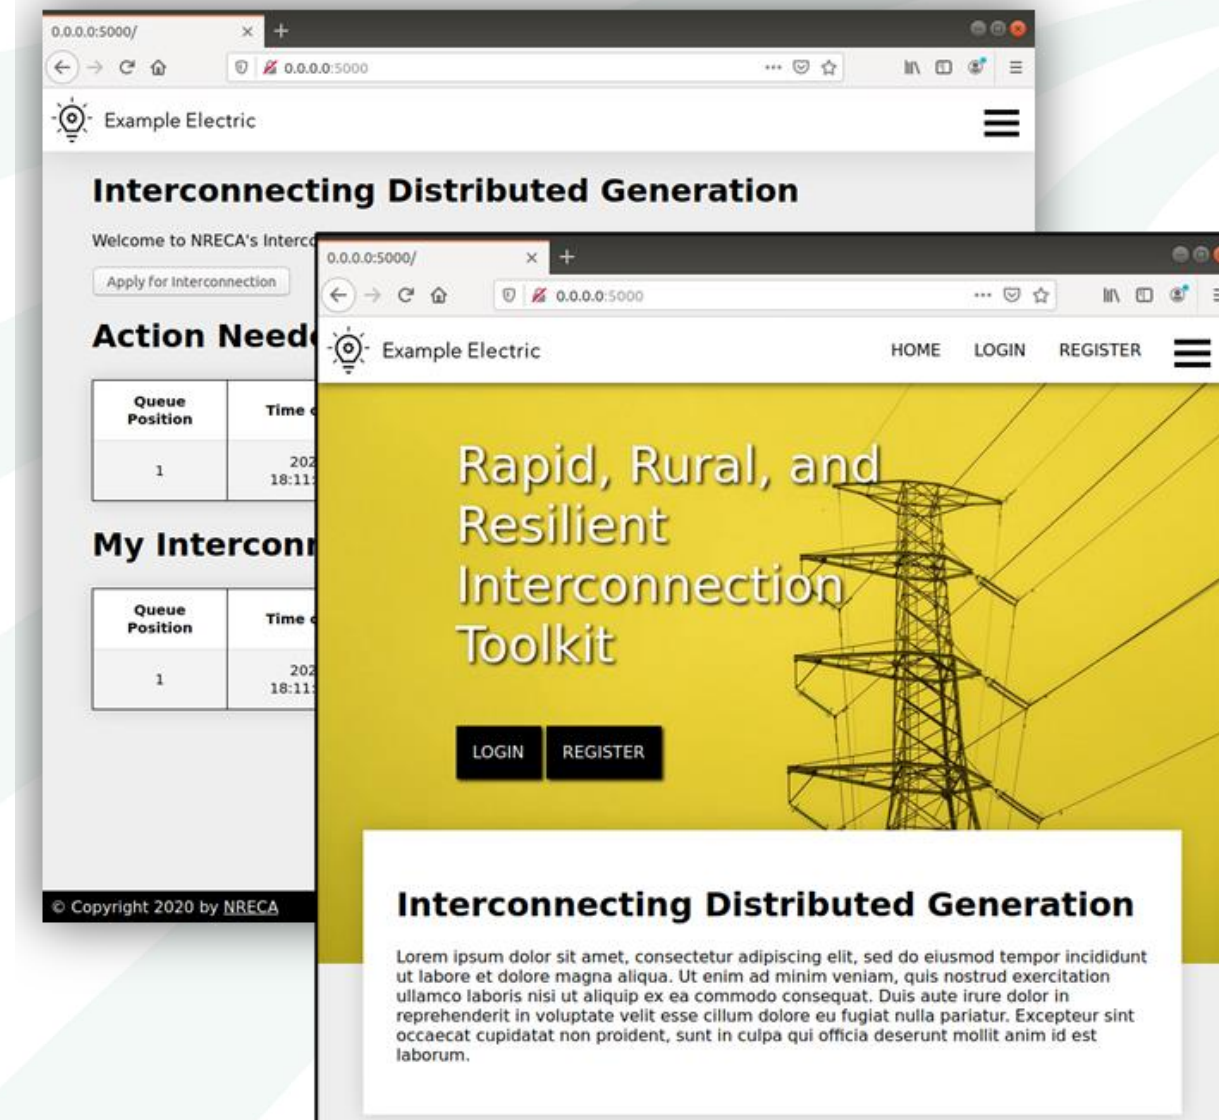 0.0.0.0:5000/
0.0.0.0:5000
Example Electric
Interconnecting Distributed Generation
Welcome to NRECA's
Apply for Interconnection
Action
Queue
Position
Time
1
18:11:
My
Queue
Position
Time
1
18:11:
© Copyright 2020 by NRECA
0.0.0.0:5000/
0.0.0.0:5000
Example Electric
HOME LOGIN REGISTER
Rapid, Rural, and
Resilient
Interconnection
Toolkit
LOGIN REGISTER
Interconnecting Distributed Generation
Lorem ipsum dolor sit amet, consectetur adipiscing elit, sed do eiusmod tempor incididunt
ut labore et dolore magna aliqua. Ut enim ad minim veniam, quis nostrud exercitation
ullamco laboris nisi ut aliquip ex ea commodo consequat. Duis aute irure dolor in
reprehenderit in voluptate velit esse cillum dolore eu fugiat nulla pariatur. Excepteur sint
occaecat cupidatat non proident, sunt in culpa qui officia deserunt mollit anim id est
laborum.